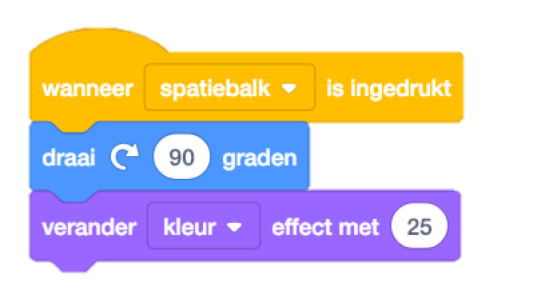 wanneer spatiebalk is ingedrukt
draai 90 graden
verander kleur effect met 25